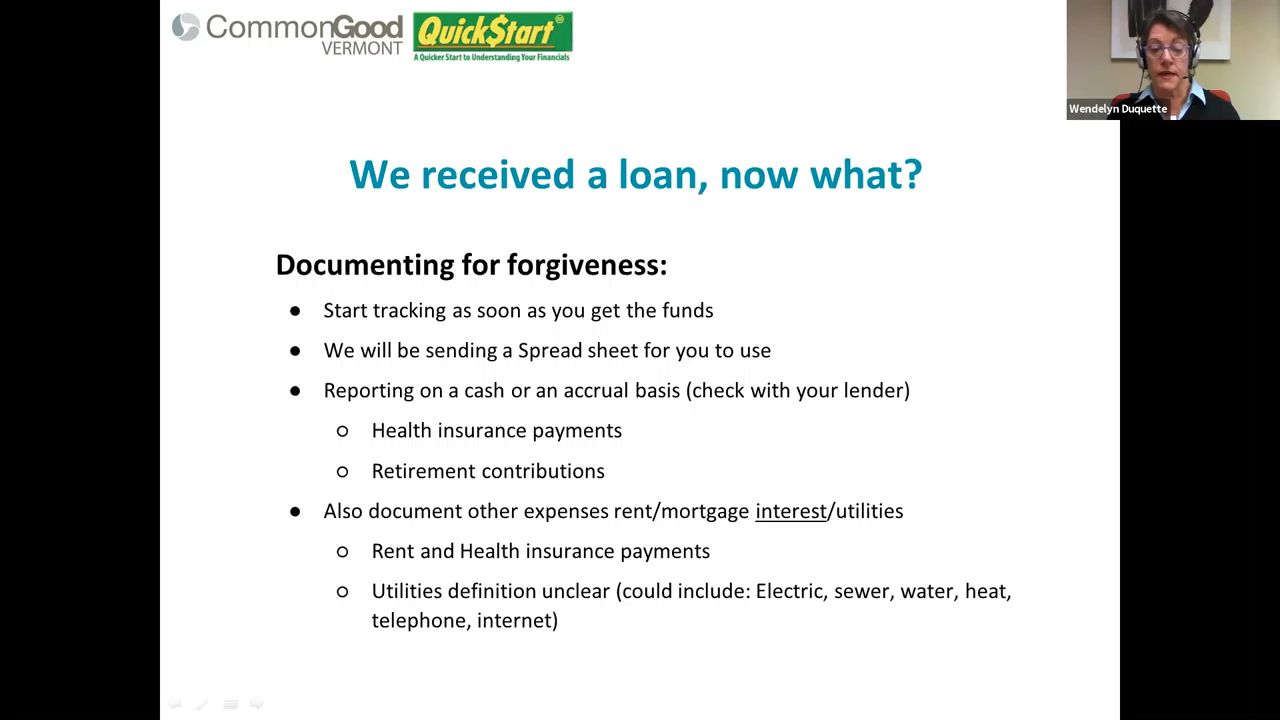 CommonGood
VERMONT
Quick$tart™
A Quicker Start to Understanding Your Financials
Wendelyn Duquette
We received a loan, now what?
Documenting for forgiveness:
● Start tracking as soon as you get the funds
● We will be sending a Spread sheet for you to use
● Reporting on a cash or an accrual basis (check with your lender)
○ Health insurance payments
○ Retirement contributions
● Also document other expenses rent/mortgage interest/utilities
○ Rent and Health insurance payments
○ Utilities definition unclear (could include: Electric, sewer, water, heat,
telephone, internet)